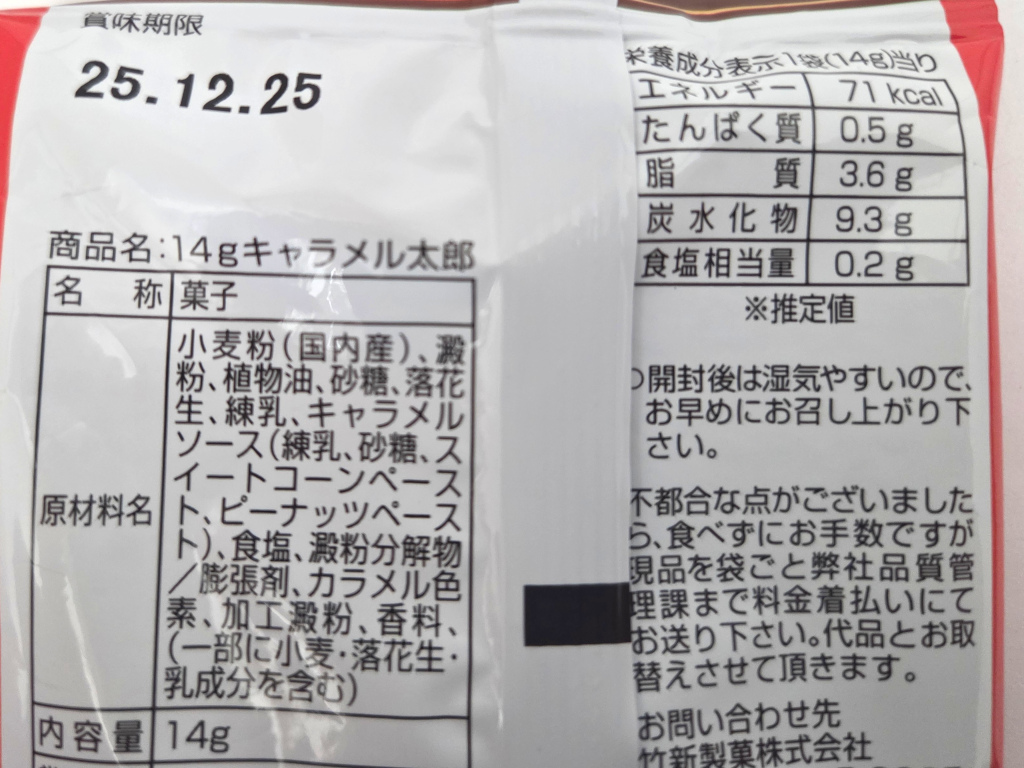 賞味期限
25.12.25
商品名:14gキャラメル太郎
名 称 菓子
原材料名
小麦粉(国内産)、澱
粉、植物油、砂糖、落花
生、練乳、キャラメル
ソース(練乳、砂糖、ス
イートコーンペース
ト、ピーナッツペース
ト)、食塩、澱粉分解物
/膨張剤、カラメル色
素、加工澱粉、香料、
(一部に小麦・落花生・
乳成分を含む)
内容量 14g
栄養成分表示1袋(14g)当り
エネルギー 71kcal
たんぱく質 0.5g
脂 質 3.6g
炭水化物 9.3g
食塩相当量 0.2g
※推定値
開封後は湿気やすいので、
お早めにお召し上がり下
さい。
不都合な点がございました
ら、食べずにお手数ですが
現品を袋ごと弊社品質管
理課まで料金着払いにて
お送り下さい。代品とお取
替えさせて頂きます。
お問い合わせ先
竹新製菓株式会社